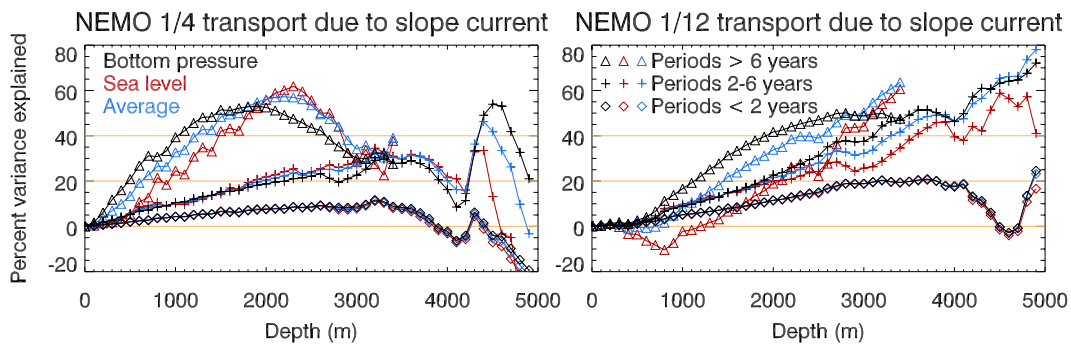 NEMO 1/4 transport due to slope current
NEMO 1/12 transport due to slope current
Percent variance explained
80
60
40
20
0
-20
Bottom pressure
Sea level
Average
0 1000 2000 3000 4000 5000
Depth (m)
80
60
40
20
0
-20
Periods > 6 years
Periods 2-6 years
Periods < 2 years
0 1000 2000 3000 4000 5000
Depth (m)